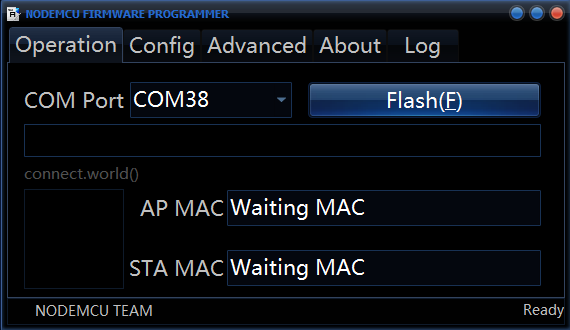 NODEMCU FIRMWARE PROGRAMMER
Operation Config Advanced About Log
COM Port COM38 Flash(F)
connect.world()
AP MAC Waiting MAC
STA MAC Waiting MAC
NODEMCU TEAM Ready